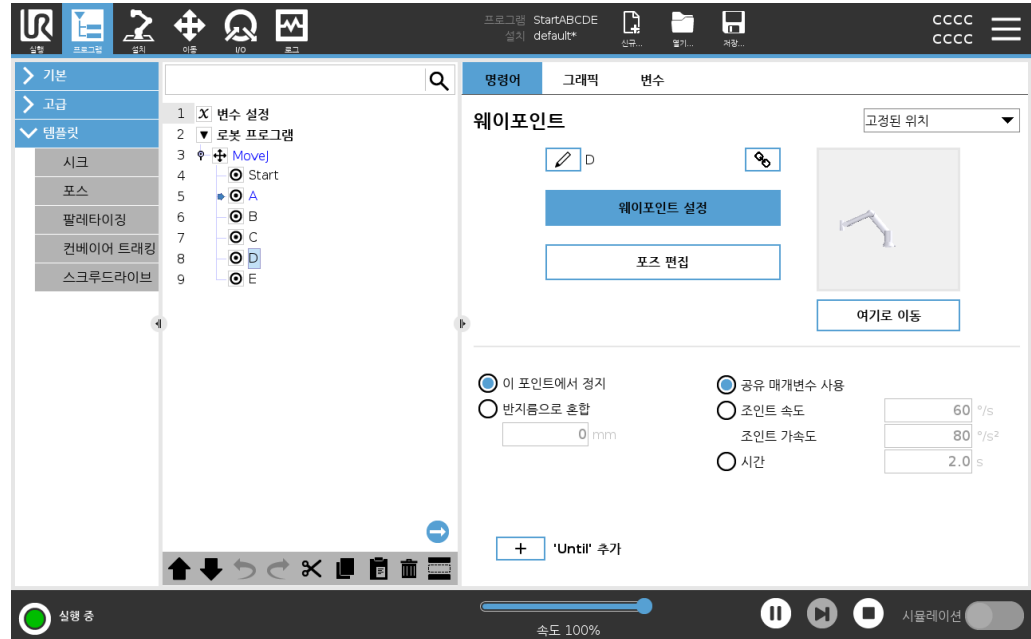 UR
실행
프로그램
설치
이동
I/O
로그
프로그램 StartABCDE
설치 default*
신규...
열기...
저장...
CCCC
CCCC
기본
고급
템플릿
시크
포스
팔레타이징
컨베이어 트래킹
스크루드라이브
1 X 변수 설정
2 로봇 프로그램
3 MoveJ
4 Start
5 A
6 B
7 C
8 D
9 E
명령어 그래픽 변수
웨이포인트
고정된 위치
D
웨이포인트 설정
포즈 편집
여기로 이동
이 포인트에서 정지
반지름으로 혼합
0 mm
공유 매개변수 사용
조인트 속도 60 °/s
조인트 가속도 80 °/s²
시간 2.0 s
+ 'Until' 추가
실행 중
속도 100%
시뮬레이션